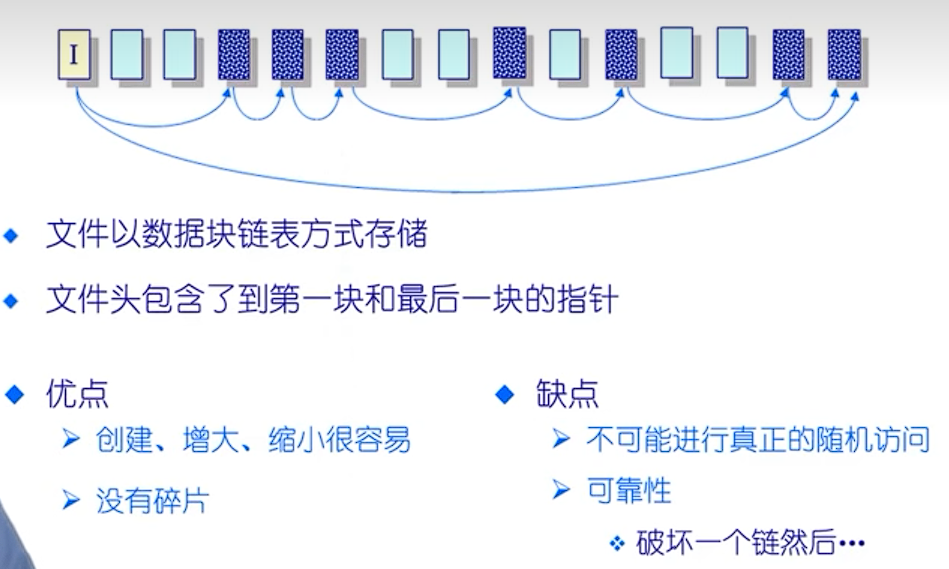 I
文件以数据块链表方式存储
文件头包含了到第一块和最后一块的指针
优点
创建、增大、缩小很容易
没有碎片
缺点
不可能进行真正的随机访问
可靠性
破坏一个链然后…